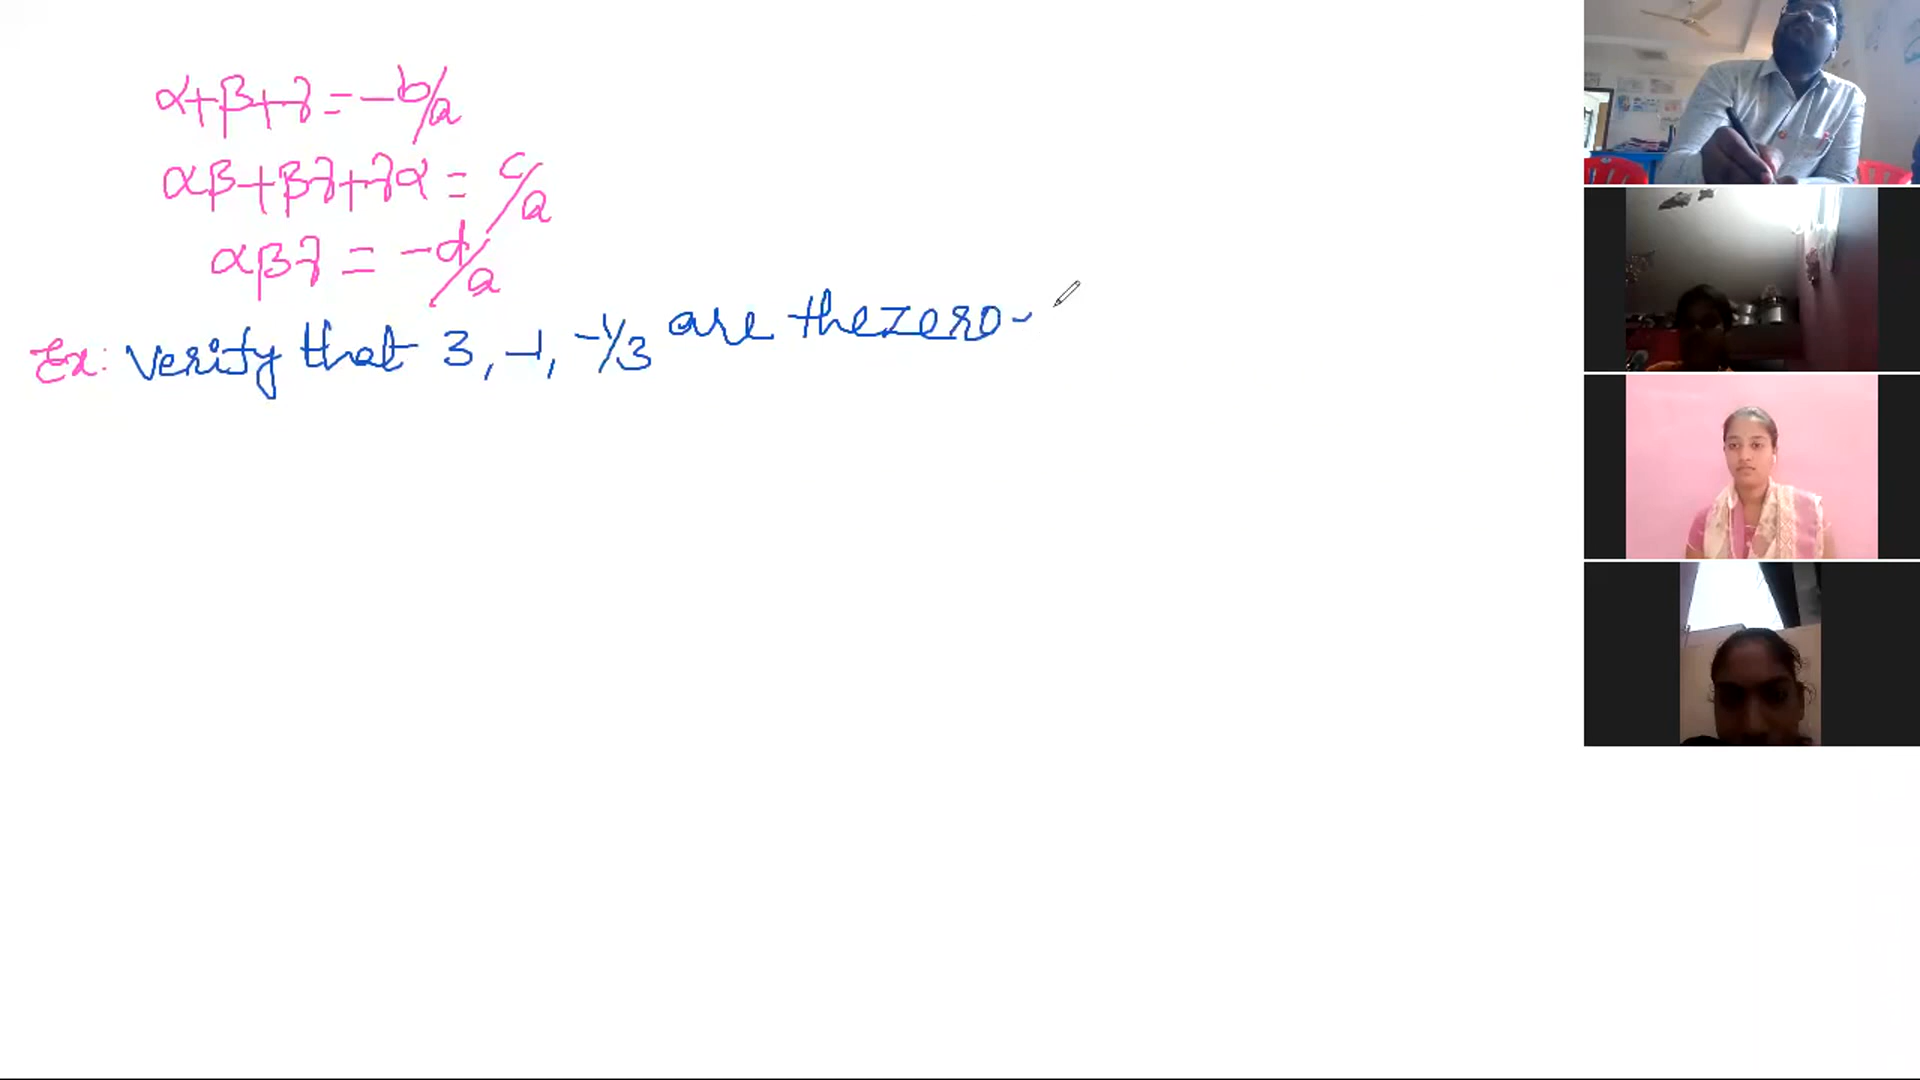 α+β+γ = -b/a
αβ+βγ+γα = c/a
αβγ = -d/a
Ex: verify that 3, -1, -1/3 are the zero-